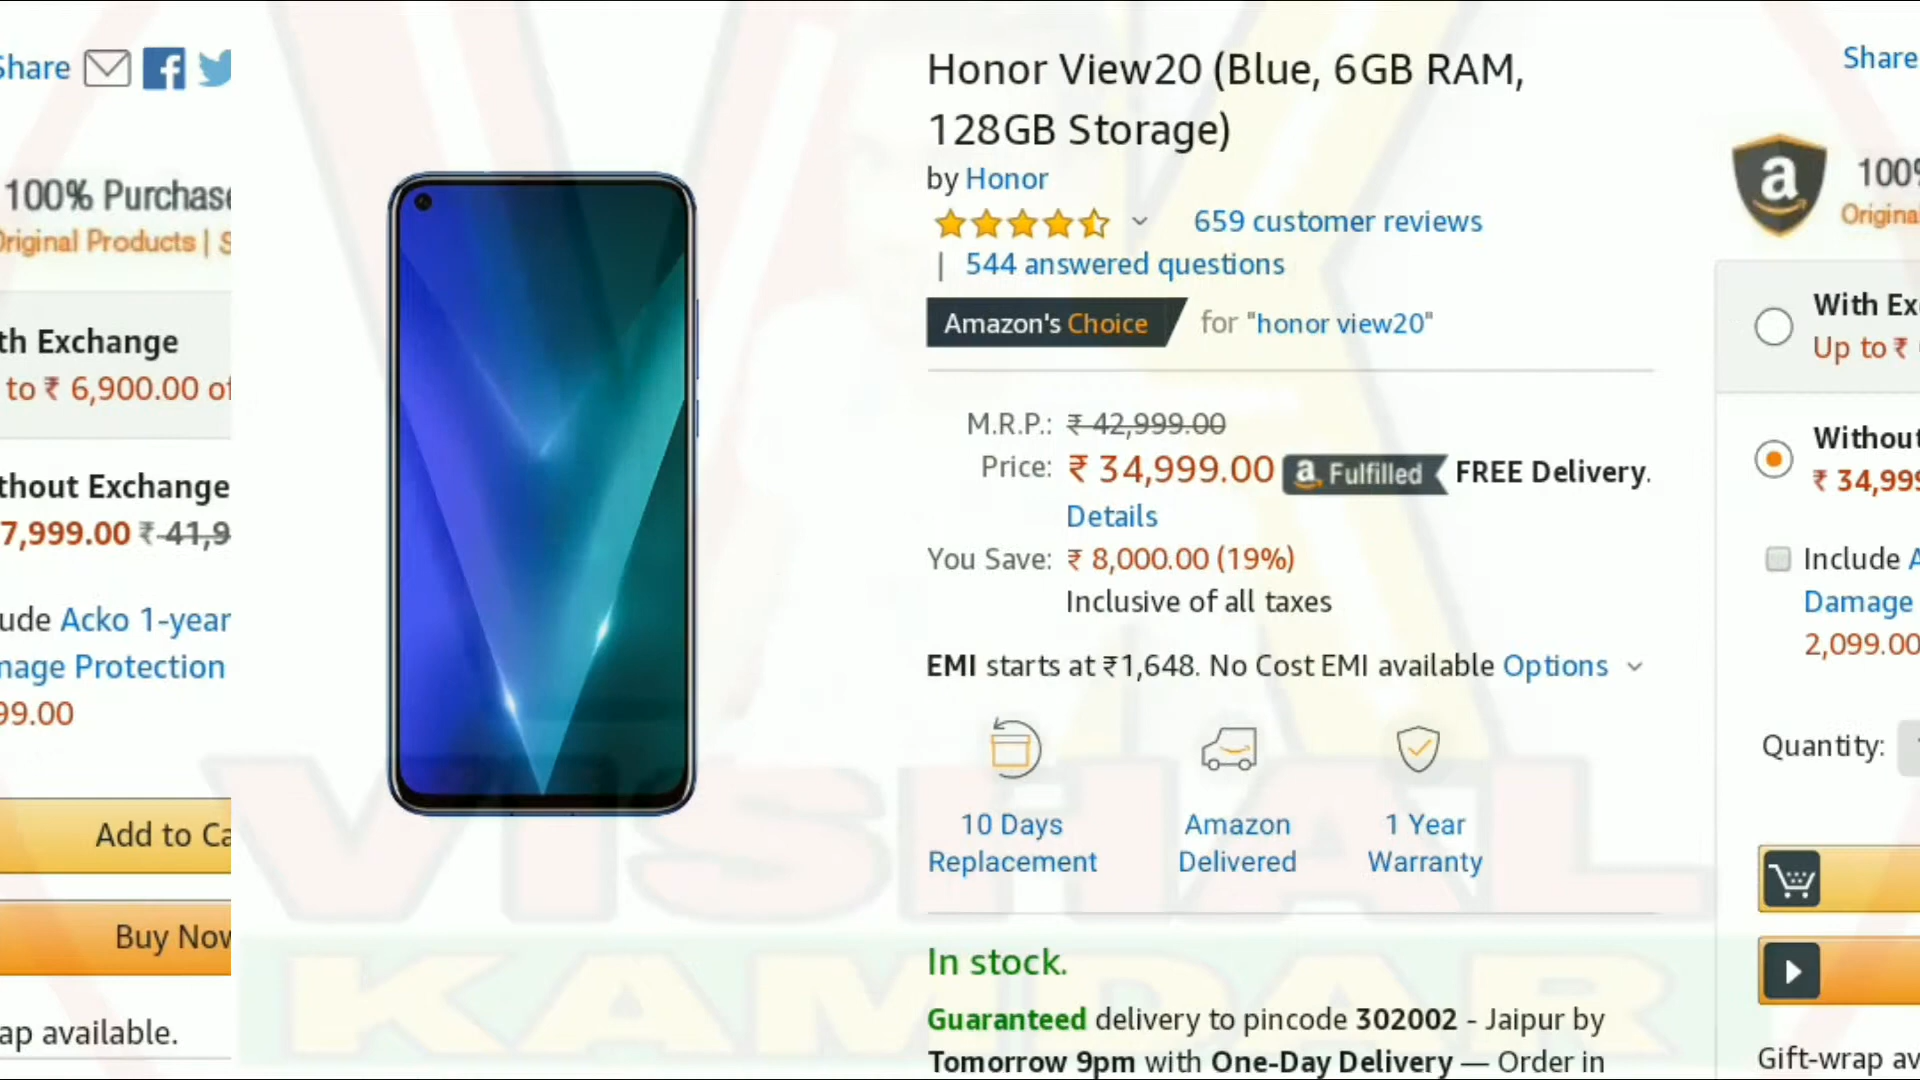 Share
100% Purchase
Original Products | S
th Exchange
to ₹ 6,900.00 of
thout Exchange
7,999.00 ₹ 41,9
ude Acko 1-year
mage Protection
99.00
Add to Ca
Buy Now
ap available.
Honor View20 (Blue, 6GB RAM,
128GB Storage)
by Honor
659 customer reviews
| 544 answered questions
Amazon's Choice for "honor view20"
M.R.P.: ₹ 42,999.00
Price: ₹ 34,999.00 a Fulfilled FREE Delivery.
Details
You Save: ₹ 8,000.00 (19%)
Inclusive of all taxes
EMI starts at ₹1,648. No Cost EMI available Options
10 Days
Replacement
Amazon
Delivered
1 Year
Warranty
In stock.
Guaranteed delivery to pincode 302002 - Jaipur by
Tomorrow 9pm with One-Day Delivery — Order in
Share
a
100%
Original
With Ex
Up to ₹
Without
₹ 34,999
Include A
Damage
2,099.00
Quantity:
Gift-wrap av
VISHAL
KAMDAR